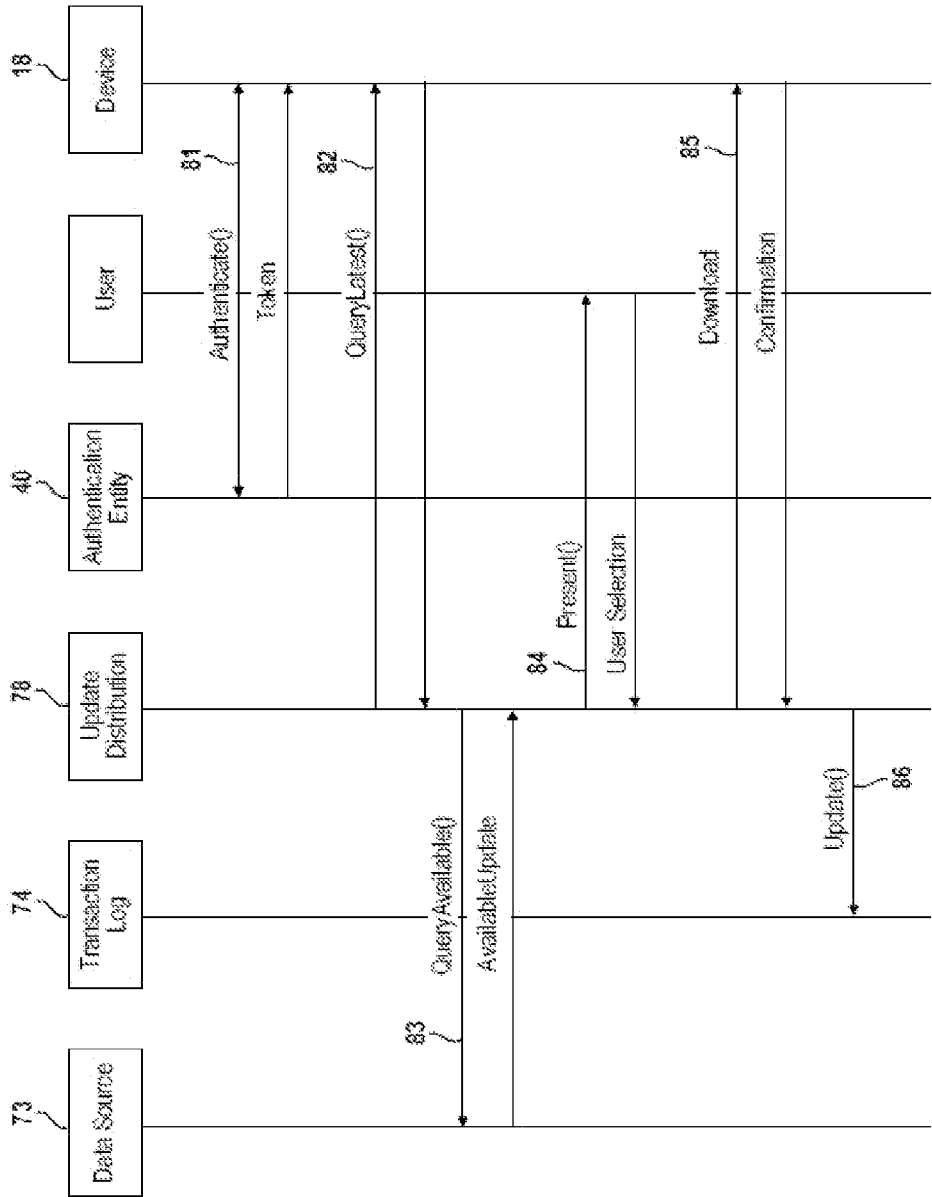 73
Data Source
74
Transaction
Log
78
Update
Distribution
40
Authentication
Entity
User
18
Device
Authenticate()
81
Token
QueryLatest()
82
83
QueryAvailable()
AvailableUpdate
84
Present()
User Selection
Download
85
Confirmation
Update()
86